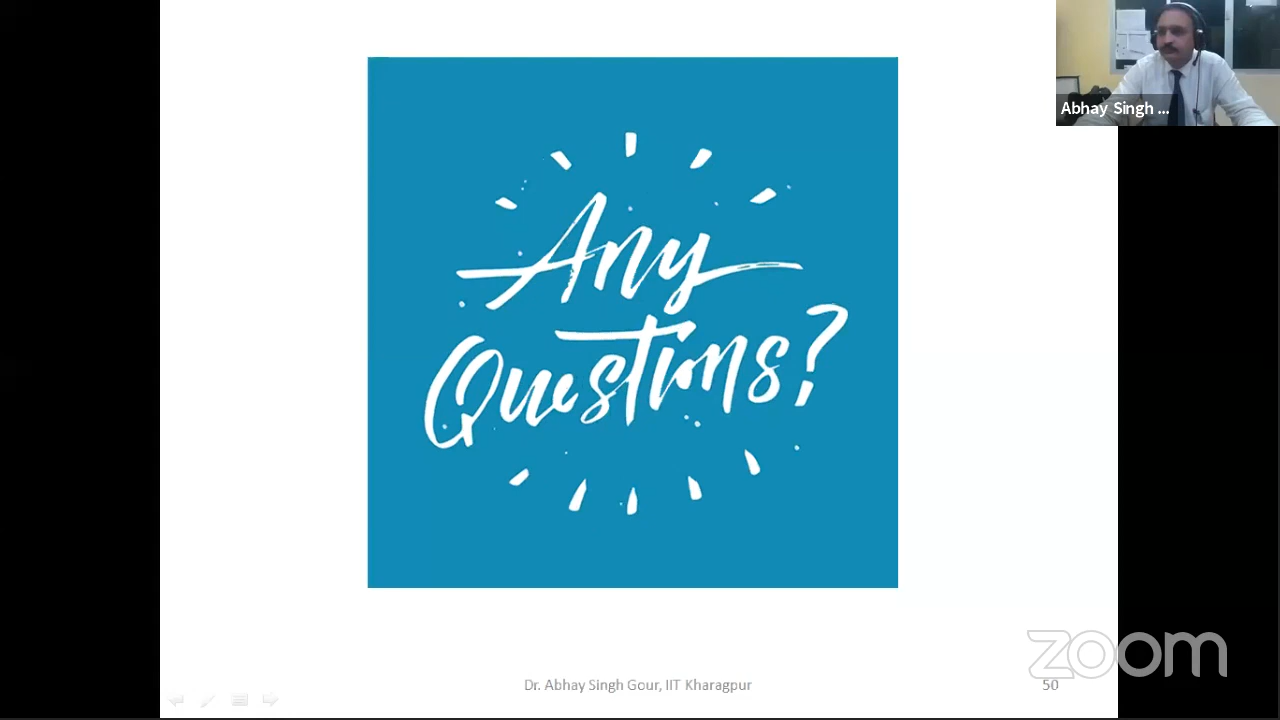 Abhay Singh ...
Any
Questions?
zoom
Dr. Abhay Singh Gour, IIT Kharagpur
50